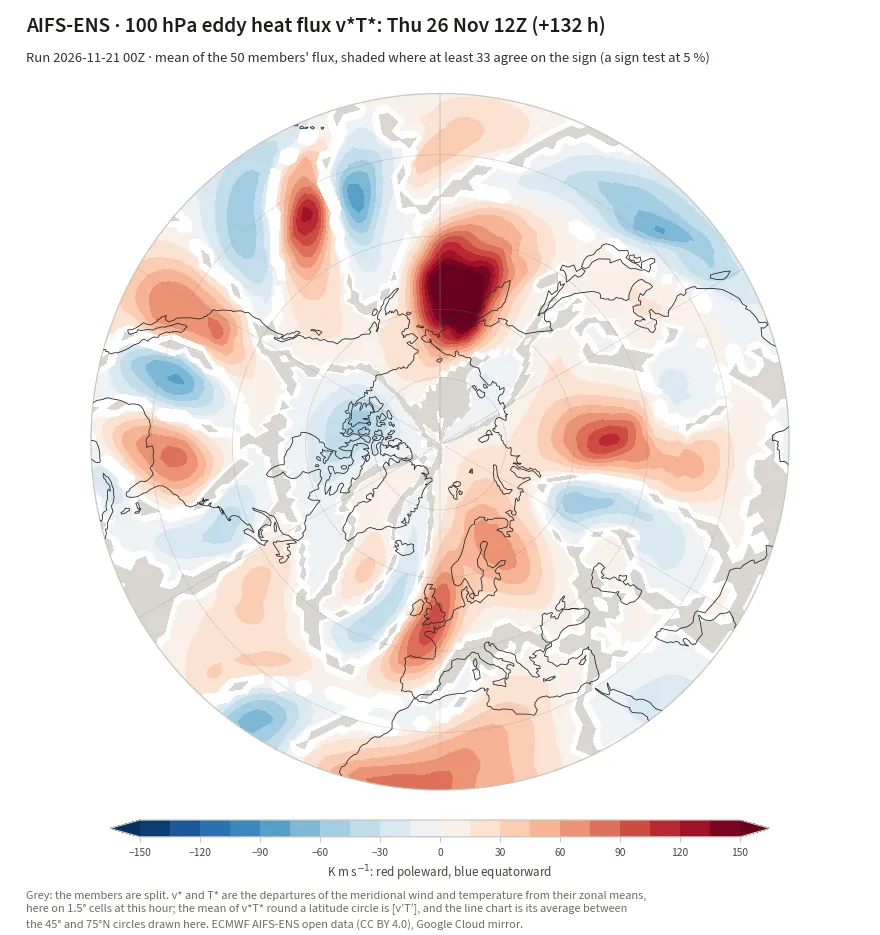 AIFS-ENS · 100 hPa eddy heat flux v*T*: Thu 26 Nov 12Z (+132 h)
Run 2026-11-21 00Z · mean of the 50 members' flux, shaded where at least 33 agree on the sign (a sign test at 5 %)
−150 −120 −90 −60 −30 0 30 60 90 120 150
K m s⁻¹: red poleward, blue equatorward
Grey: the members are split. v* and T* are the departures of the meridional wind and temperature from their zonal means,
here on 1.5° cells at this hour; the mean of v*T* round a latitude circle is [v'T'], and the line chart is its average between
the 45° and 75°N circles drawn here. ECMWF AIFS-ENS open data (CC BY 4.0), Google Cloud mirror.